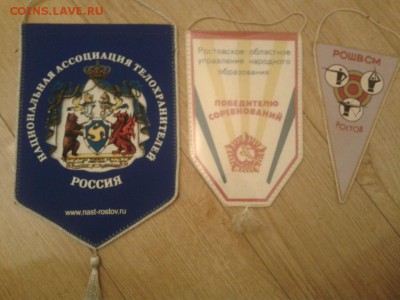 COINS.LAVE.RU
НАЦИОНАЛЬНАЯ АССОЦИАЦИЯ ТЕЛОХРАНИТЕЛЕЙ
РОССИЯ
www.nast-rostov.ru
Ростовское областное
управление народного
образования
ПОБЕДИТЕЛЮ
СОРЕВНОВАНИЙ
РОШВСМ
РОСТОВ